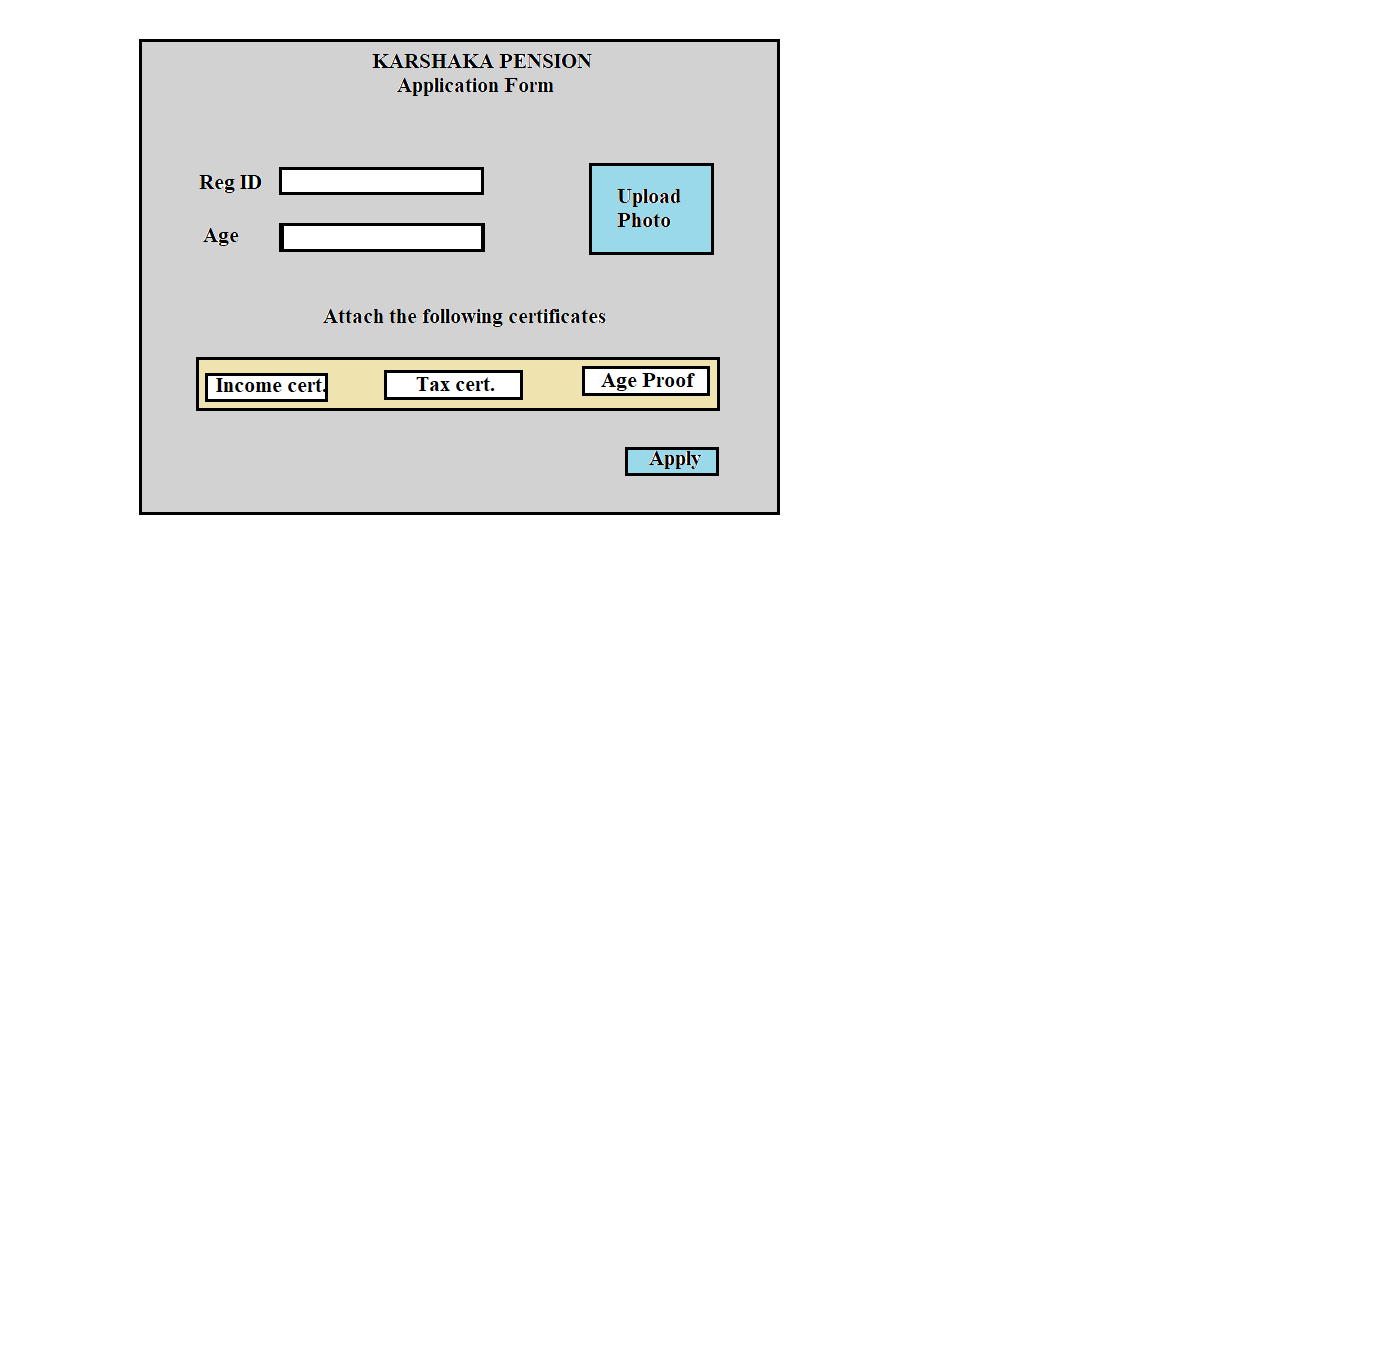 KARSHAKA PENSION
Application Form
Reg ID
Upload
Photo
Age
Attach the following certificates
Income cert.
Tax cert.
Age Proof
Apply